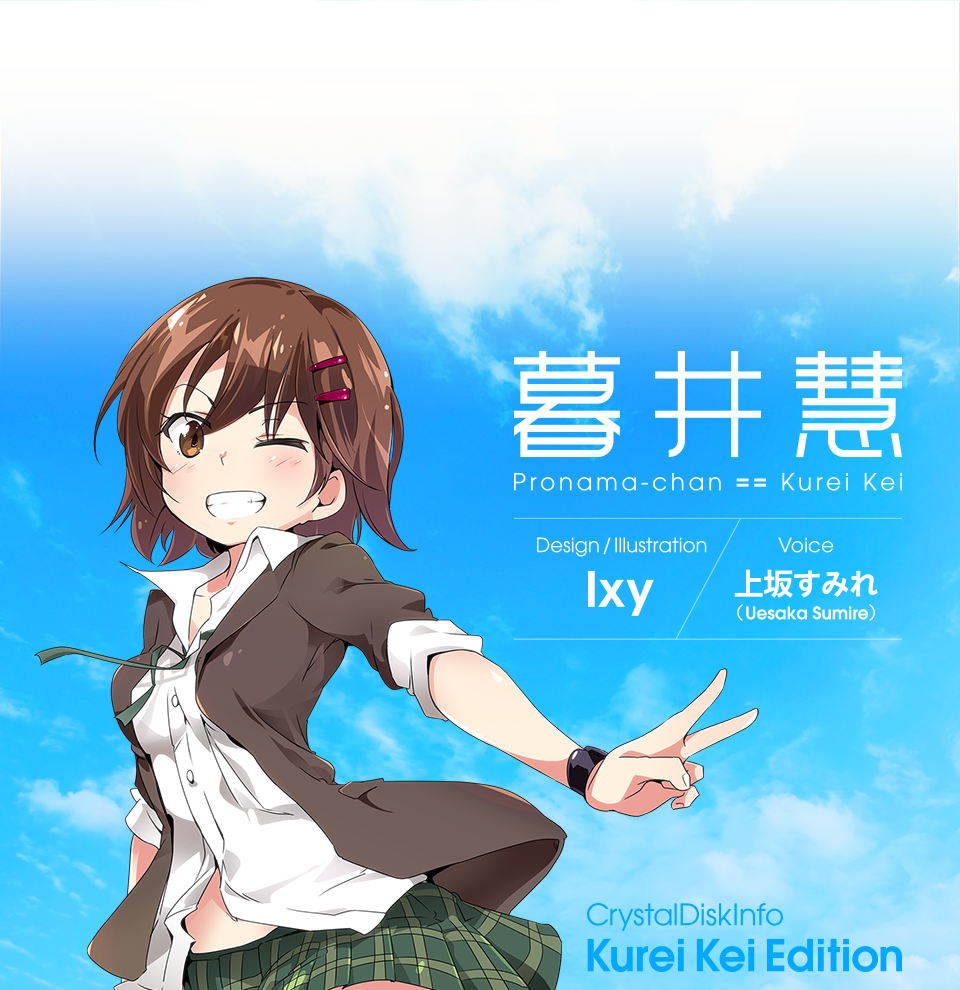 暮井慧
Pronama-chan == Kurei Kei
Design / Illustration
Ixy
Voice
上坂すみれ
（Uesaka Sumire）
CrystalDiskInfo
Kurei Kei Edition